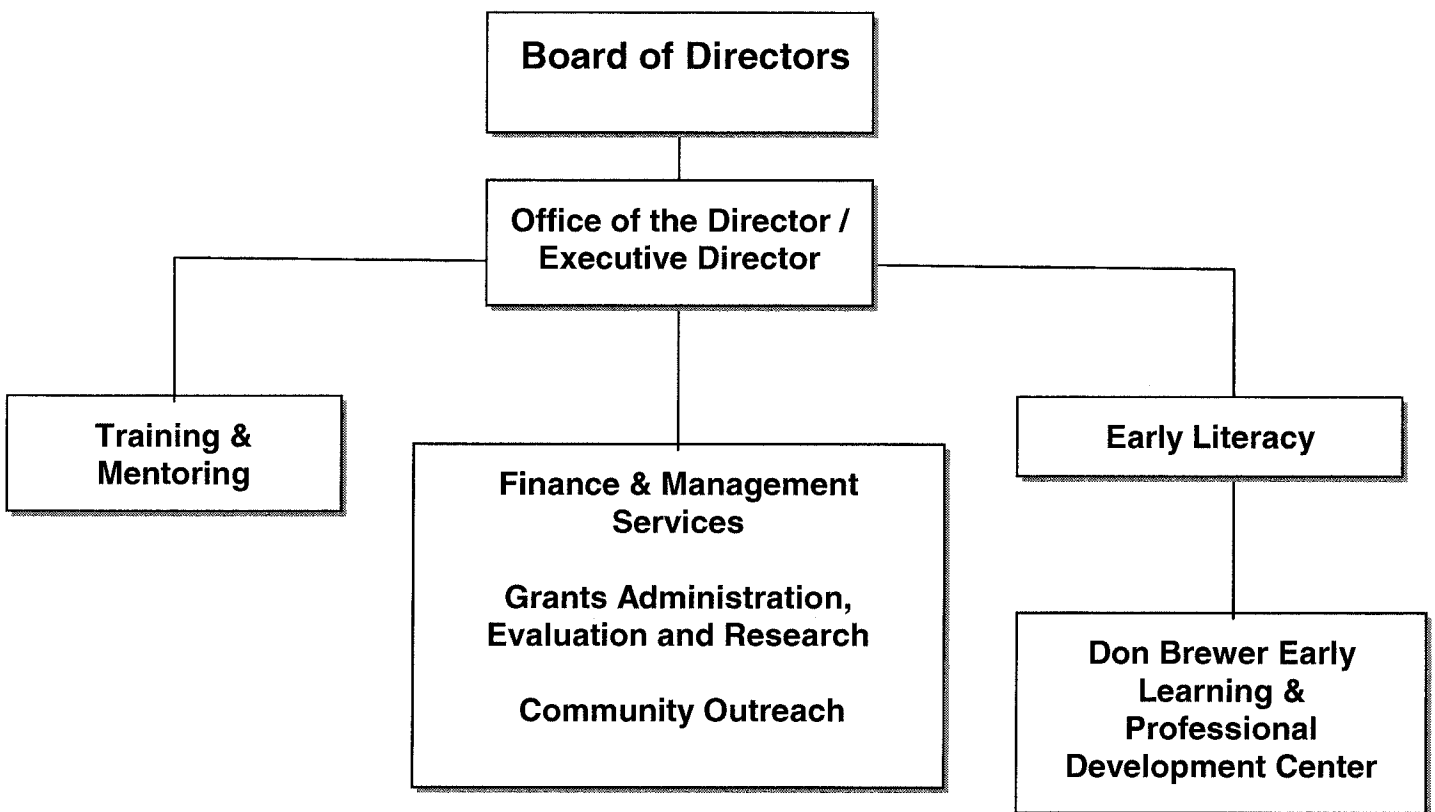 Board of Directors
Office of the Director /
Executive Director
Training &
Mentoring
Finance & Management
Services
Grants Administration,
Evaluation and Research
Community Outreach
Early Literacy
Don Brewer Early
Learning &
Professional
Development Center